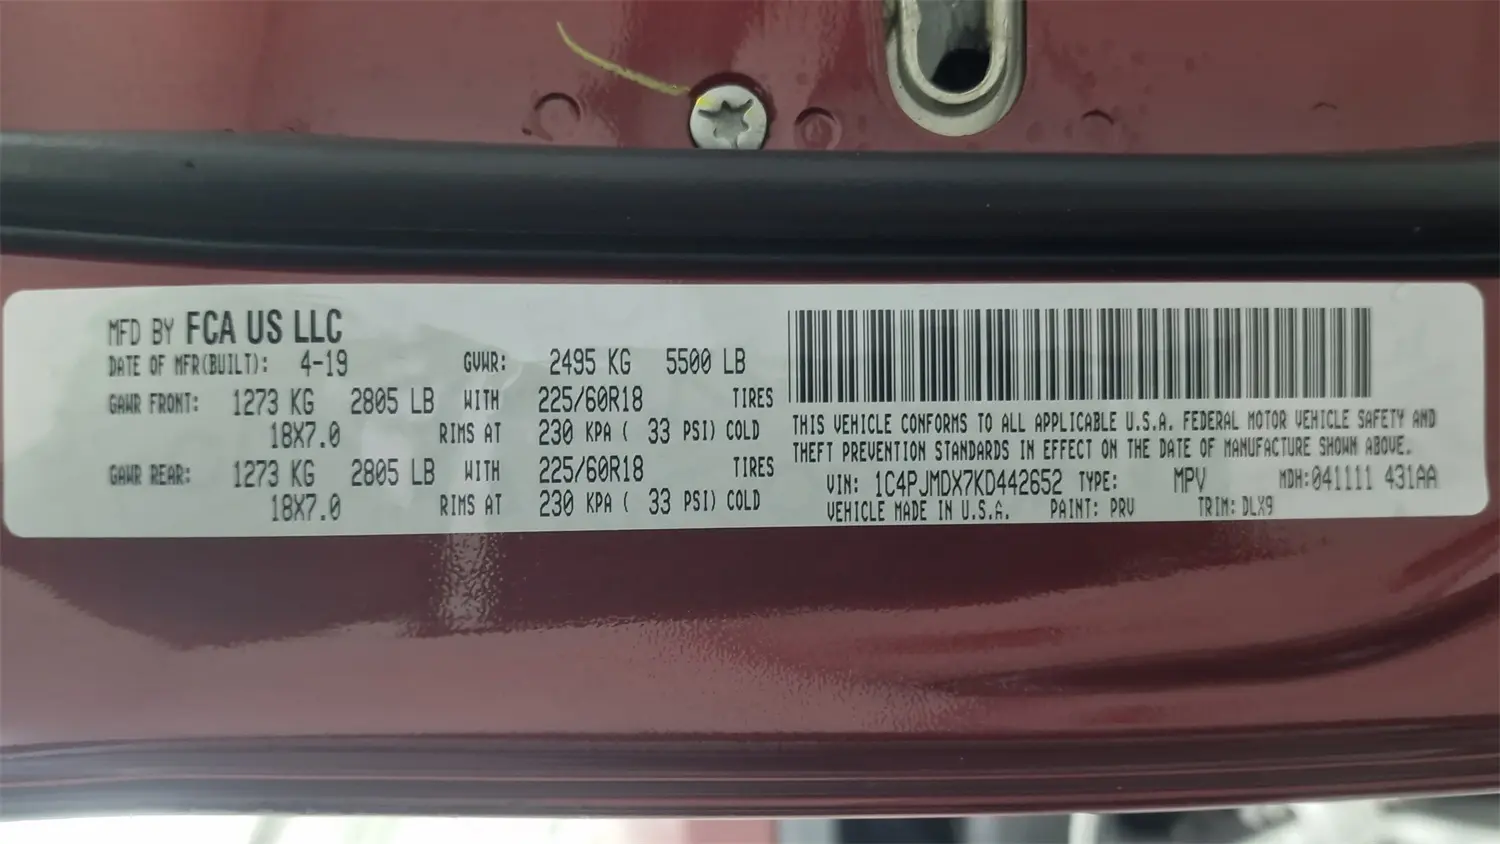 MFD BY FCA US LLC
DATE OF MFR(BUILT): 4-19 GVWR: 2495 KG 5500 LB
GAWR FRONT: 1273 KG 2805 LB WITH 225/60R18 TIRES
18X7.0 RIMS AT 230 KPA ( 33 PSI) COLD
GAWR REAR: 1273 KG 2805 LB WITH 225/60R18 TIRES
18X7.0 RIMS AT 230 KPA ( 33 PSI) COLD
THIS VEHICLE CONFORMS TO ALL APPLICABLE U.S.A. FEDERAL MOTOR VEHICLE SAFETY AND
THEFT PREVENTION STANDARDS IN EFFECT ON THE DATE OF MANUFACTURE SHOWN ABOVE.
VIN: 1C4PJMDX7KD442652 TYPE: MPV MDH:041111 431AA
VEHICLE MADE IN U.S.A. PAINT: PRV TRIM: DLX9